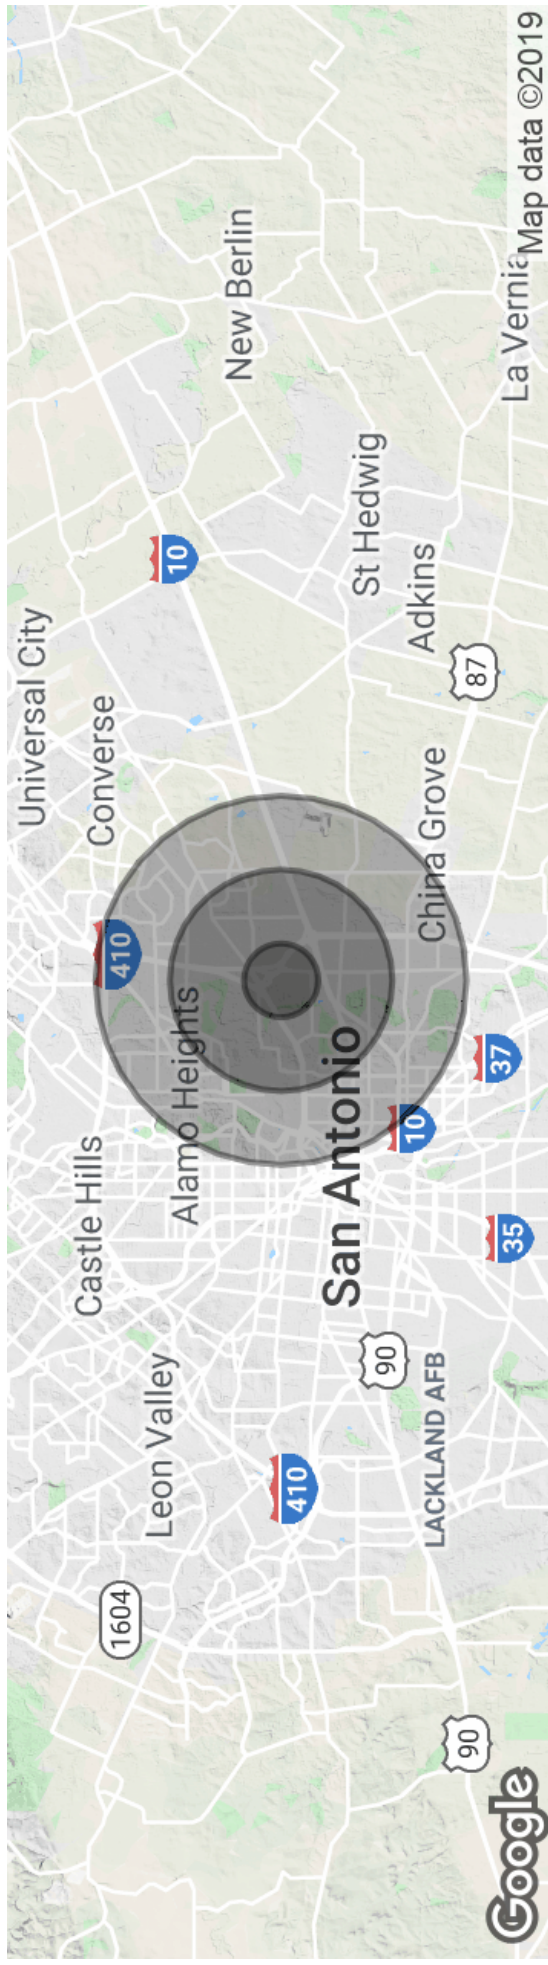 Universal City
Converse
10
New Berlin
410
Castle Hills
Alamo Heights
Leon Valley
1604
St Hedwig
Adkins
San Antonio
410
10
China Grove
87
La Vernia
90
LACKLAND AFB
37
35
90
Google
Map data ©2019